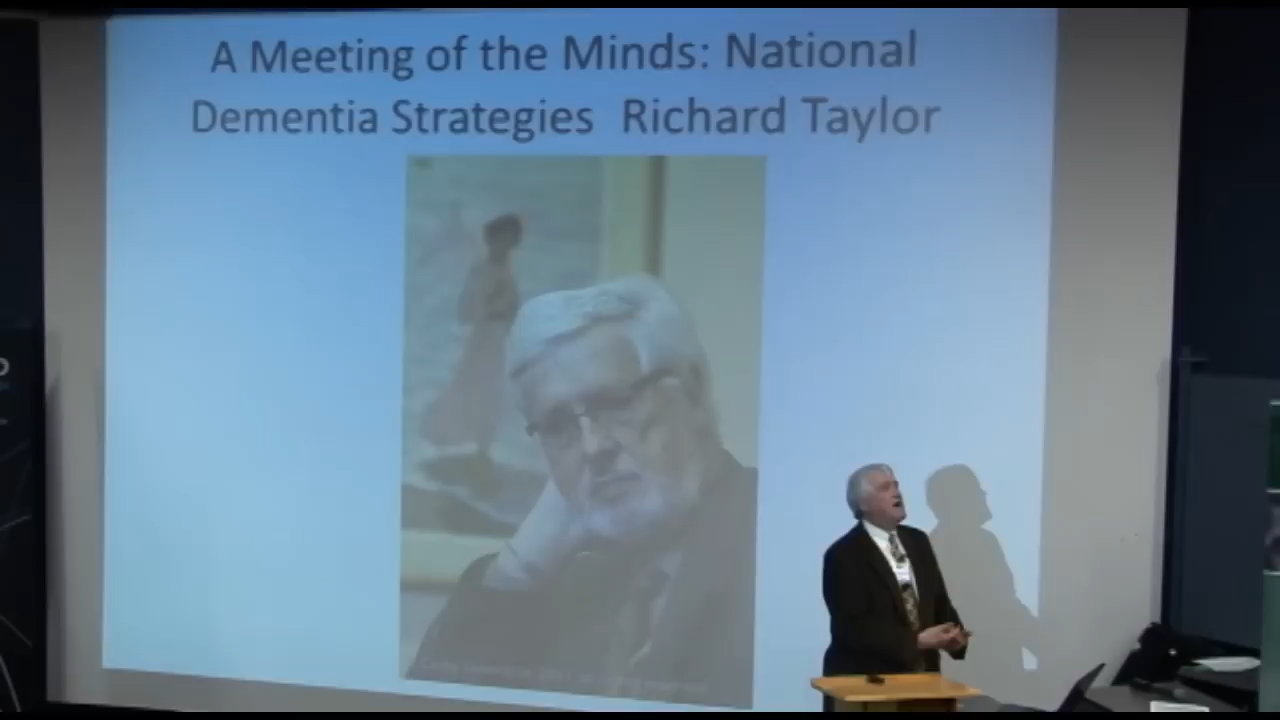 A Meeting of the Minds: National
Dementia Strategies Richard Taylor